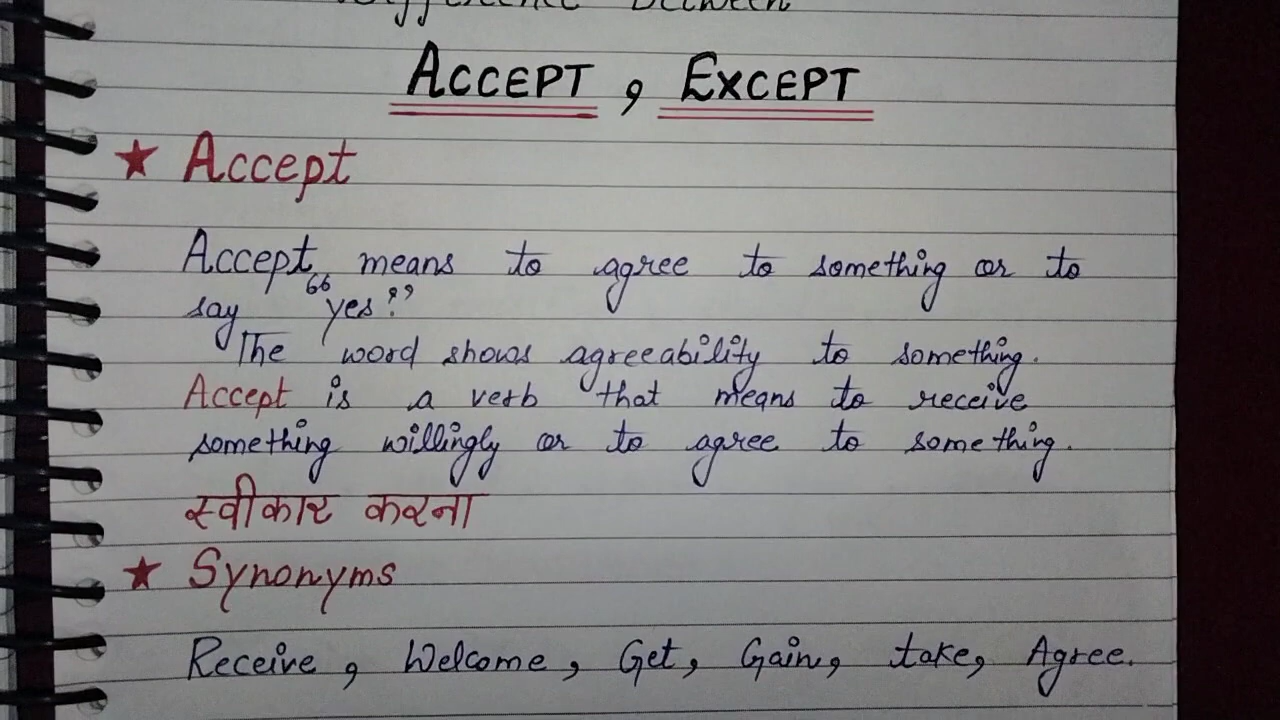 Difference Between
ACCEPT , EXCEPT
★ Accept
Accept means to agree to something or to
say “yes”
The word shows agreeability to something.
Accept is a verb that means to receive
something willingly or to agree to something.
स्वीकार करना
★ Synonyms
Receive, Welcome, Get, Gain, take, Agree.